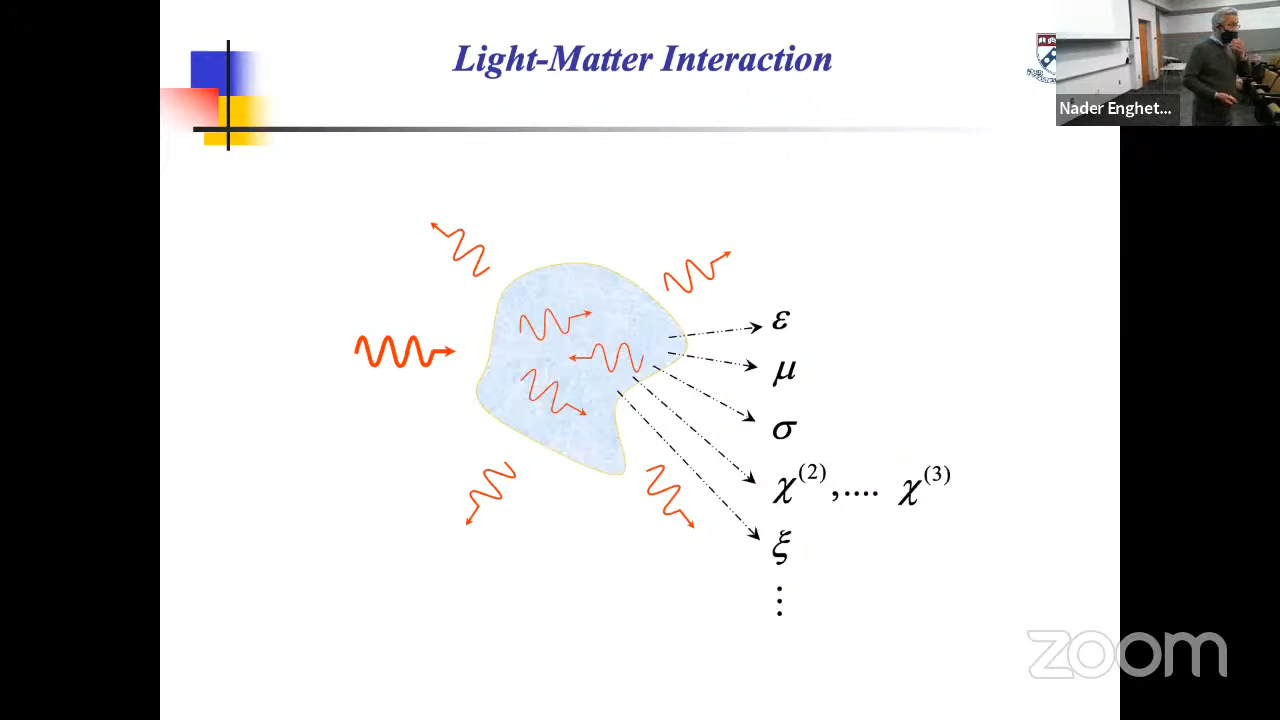 Light-Matter Interaction
Nader Enghet...
ε
μ
σ
χ(2),.... χ(3)
ξ
⋮
zoom